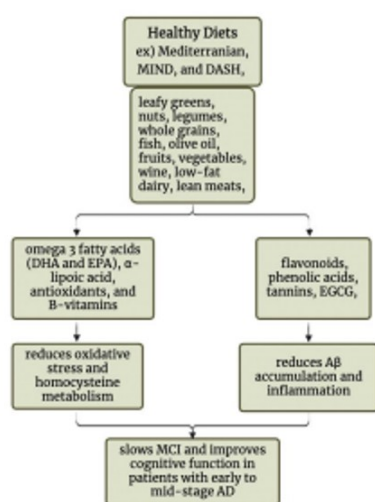 Healthy Diets
ex) Mediterranean,
MIND, and DASH,
leafy greens,
nuts, legumes,
whole grains,
fish, olive oil,
fruits, vegetables,
wine, low-fat
dairy, lean meats,
omega 3 fatty acids
(DHA and EPA), α-
lipoic acid,
antioxidants, and
B-vitamins
flavonoids,
phenolic acids,
tannins, EGCG,
reduces oxidative
stress and
homocysteine
metabolism
reduces Aβ
accumulation and
inflammation
slows MCI and improves
cognitive function in
patients with early to
mid-stage AD